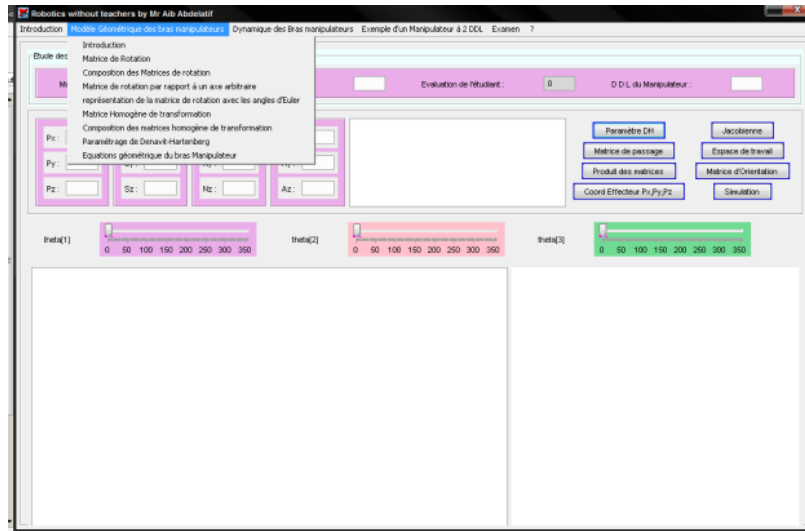 Robotics without teachers by Mr Aib Abdelatif
Introduction Modèle Géométrique des bras manipulateurs Dynamique des Bras manipulateurs Exemple d'un Manipulateur à 2 DDL Examen ?
Introduction
Matrice de Rotation
Composition des Matrices de rotation
Matrice de rotation par rapport à un axe arbitraire
représentation de la matrice de rotation avec les angles d'Euler
Matrice Homogène de transformation
Composition des matrices homogène de transformation
Paramétrage de Denavit-Hartenberg
Equations géométrique du bras Manipulateur
Etude des
Evaluation de l'étudiant : 0 D D L du Manipulateur :
Px :
Py :
Pz : Sz : Nz : Az :
Paramètre DH Jacobienne
Matrice de passage Espace de travail
Produit des matrices Matrice d'Orientation
Coord Effecteur Px,Py,Pz Simulation
theta[1] theta[2] theta[3]
0 50 100 150 200 250 300 350 0 50 100 150 200 250 300 350 0 50 100 150 200 250 300 350